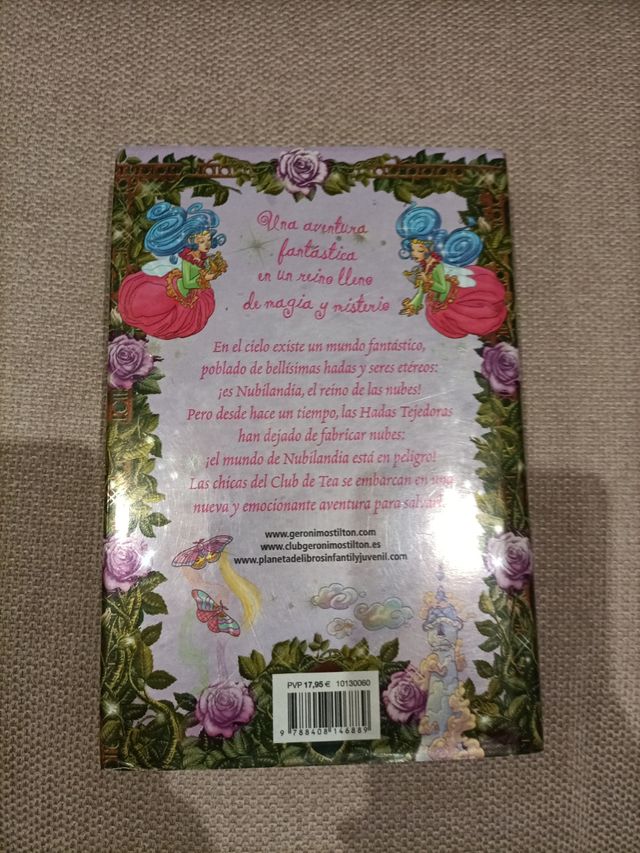 Una aventura
fantástica
en un reino lleno
de magia y misterio
En el cielo existe un mundo fantástico,
poblado de bellísimas hadas y seres etéreos:
¡es Nubilandia, el reino de las nubes!
Pero desde hace un tiempo, las Hadas Tejedoras
han dejado de fabricar nubes:
¡el mundo de Nubilandia está en peligro!
Las chicas del Club de Tea se embarcan en una
nueva y emocionante aventura para
www.geronimostilton.com
www.clubgeronimostilton.es
www.planetadelibrosinfantilyjuvenil.com
PVP 17,95 € 10130060
9 788408 146889